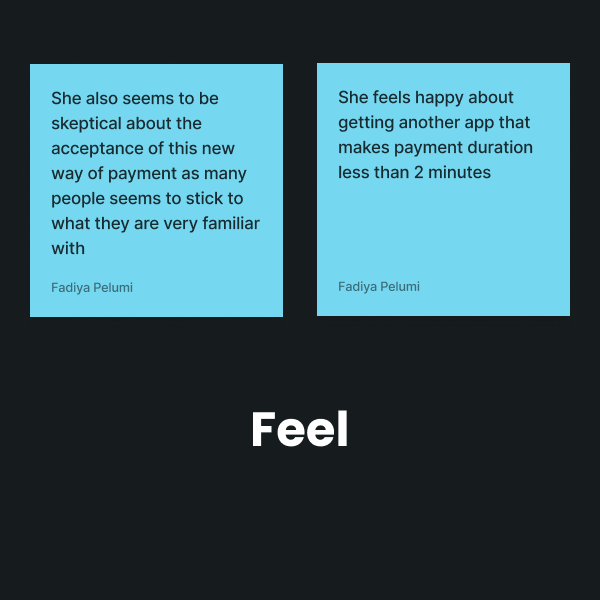 She also seems to be
skeptical about the
acceptance of this new
way of payment as many
people seems to stick to
what they are very familiar
with
Fadiya Pelumi
She feels happy about
getting another app that
makes payment duration
less than 2 minutes
Fadiya Pelumi
Feel